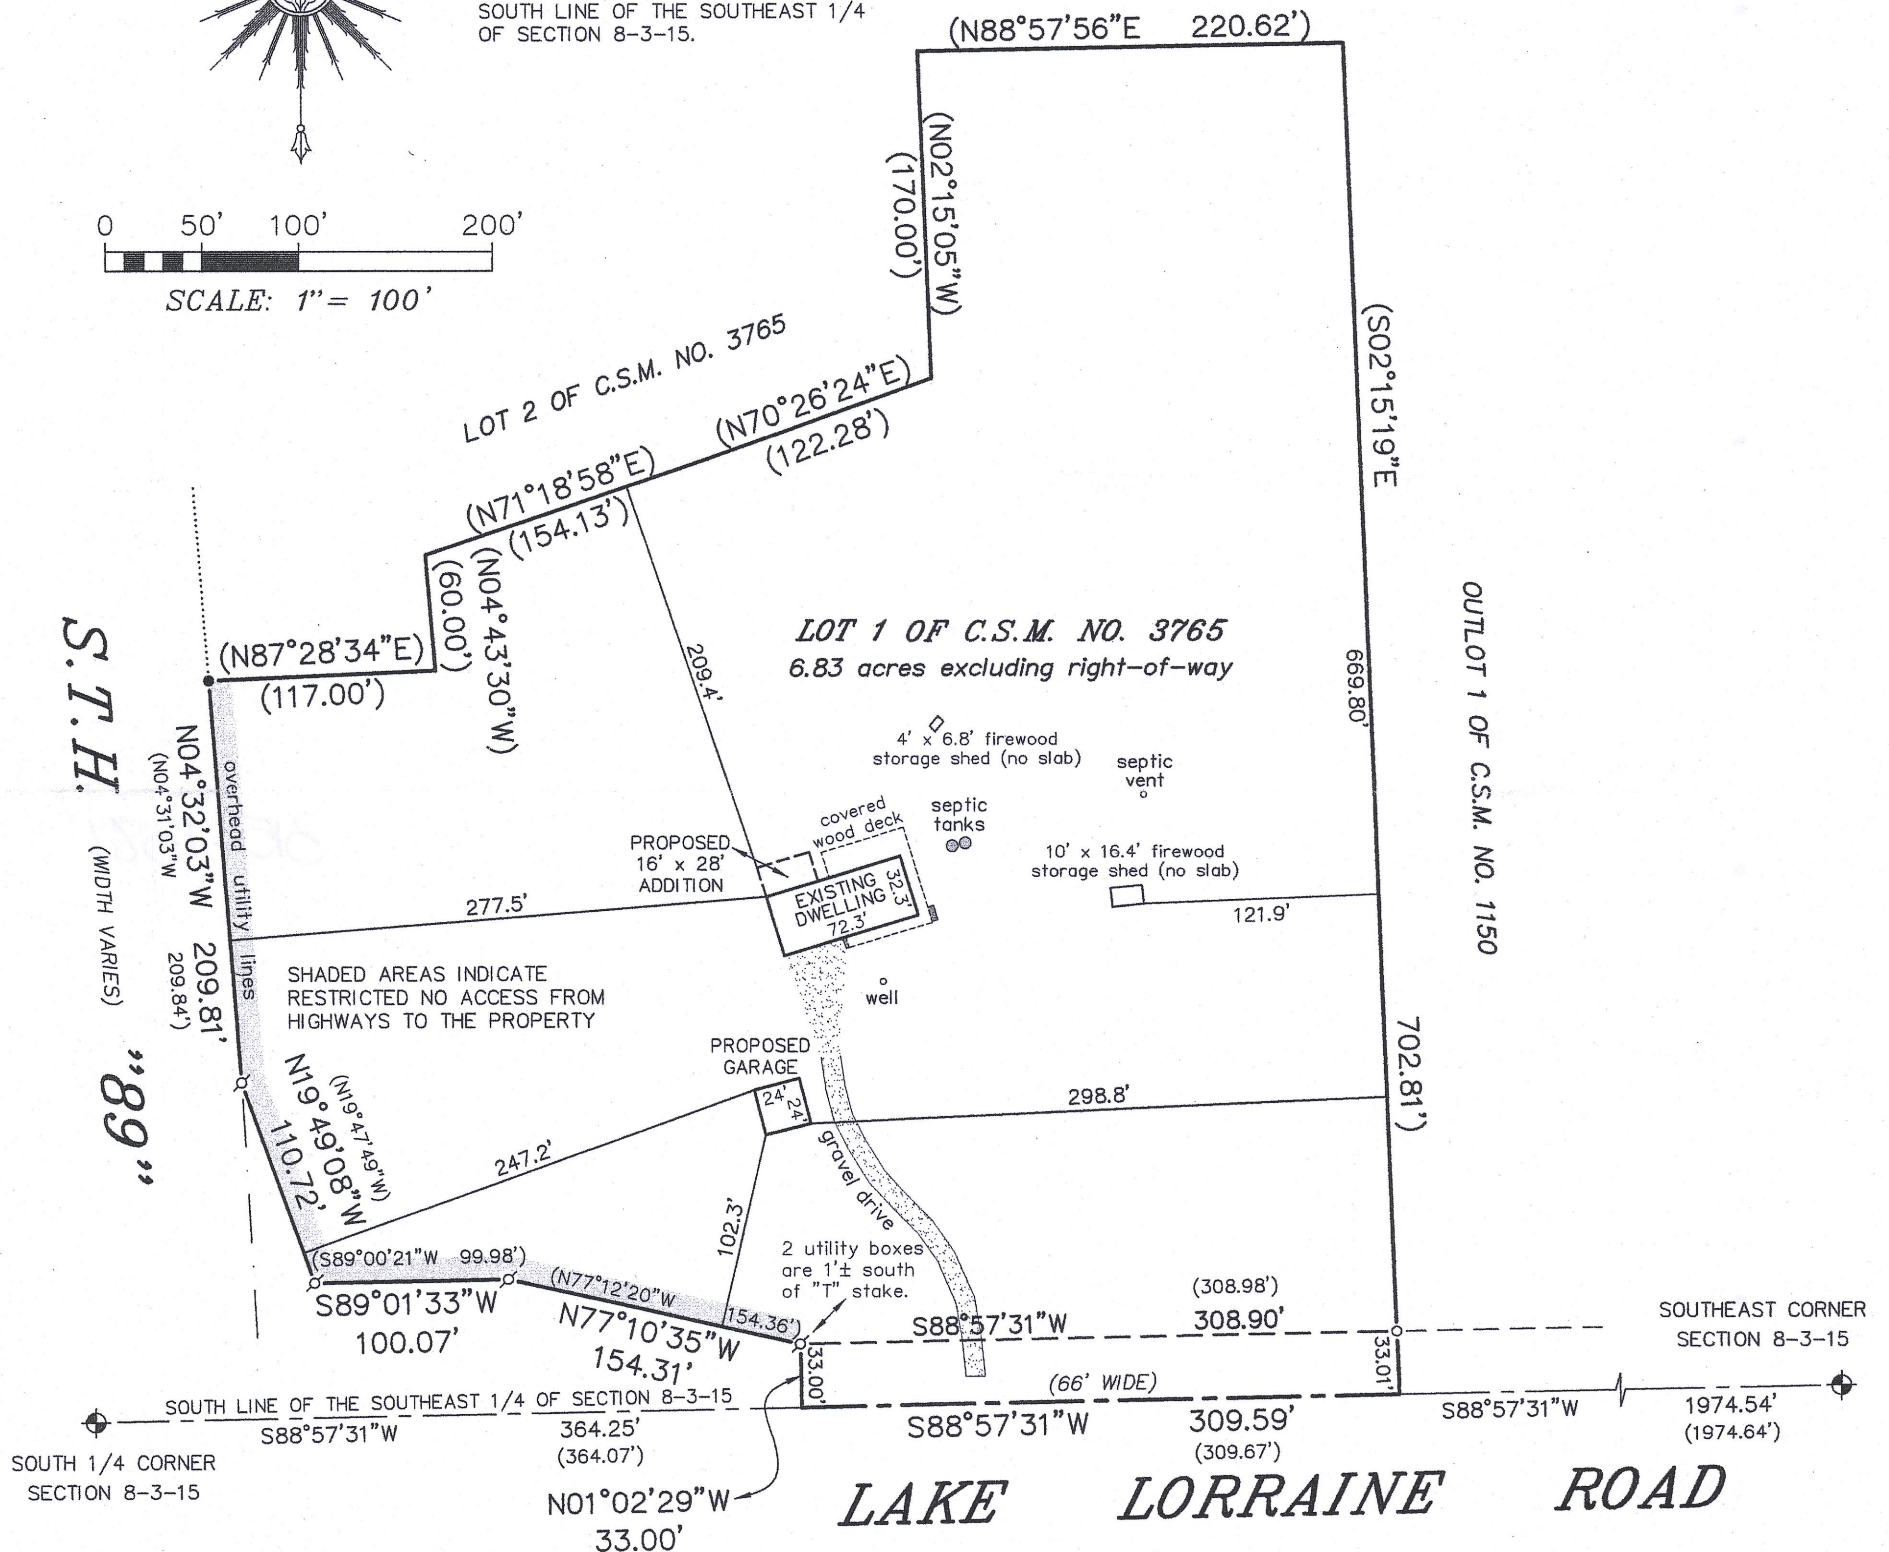 SOUTH LINE OF THE SOUTHEAST 1/4
OF SECTION 8-3-15.
(N88°57'56"E 220.62')
(N02°15'05"W)
(170.00')
0 50' 100' 200'
SCALE: 1"= 100'
LOT 2 OF C.S.M. NO. 3765
(N70°26'24"E)
(122.28')
(N71°18'58"E)
(154.13')
(S02°15'19"E
702.81')
669.80'
(N04°43'30"W)
(60.00')
(N87°28'34"E)
(117.00')
209.4'
LOT 1 OF C.S.M. NO. 3765
6.83 acres excluding right-of-way
OUTLOT 1 OF C.S.M. NO. 1150
S.T.H. "89"
(WIDTH VARIES)
N04°32'03"W 209.81'
(N04°31'03"W 209.84')
overhead utility lines
4' x 6.8' firewood
storage shed (no slab)
septic
vent
septic
tanks
covered
wood deck
PROPOSED
16' x 28'
ADDITION
EXISTING
DWELLING
72.3'
32.3'
10' x 16.4' firewood
storage shed (no slab)
121.9'
277.5'
SHADED AREAS INDICATE
RESTRICTED NO ACCESS FROM
HIGHWAYS TO THE PROPERTY
well
PROPOSED
GARAGE
24' 24'
298.8'
(N19°47'49"W)
N19°49'08"W
110.72'
247.2'
102.3'
gravel drive
2 utility boxes
are 1'± south
of "T" stake.
(S89°00'21"W 99.98')
S89°01'33"W
100.07'
(N77°12'20"W 154.36')
N77°10'35"W
154.31'
(308.98')
S88°57'31"W 308.90'
33.00'
33.01'
(66' WIDE)
SOUTHEAST CORNER
SECTION 8-3-15
SOUTH LINE OF THE SOUTHEAST 1/4 OF SECTION 8-3-15
S88°57'31"W 364.25'
(364.07')
S88°57'31"W 309.59'
(309.67')
S88°57'31"W 1974.54'
(1974.64')
SOUTH 1/4 CORNER
SECTION 8-3-15
N01°02'29"W
33.00'
LAKE LORRAINE ROAD